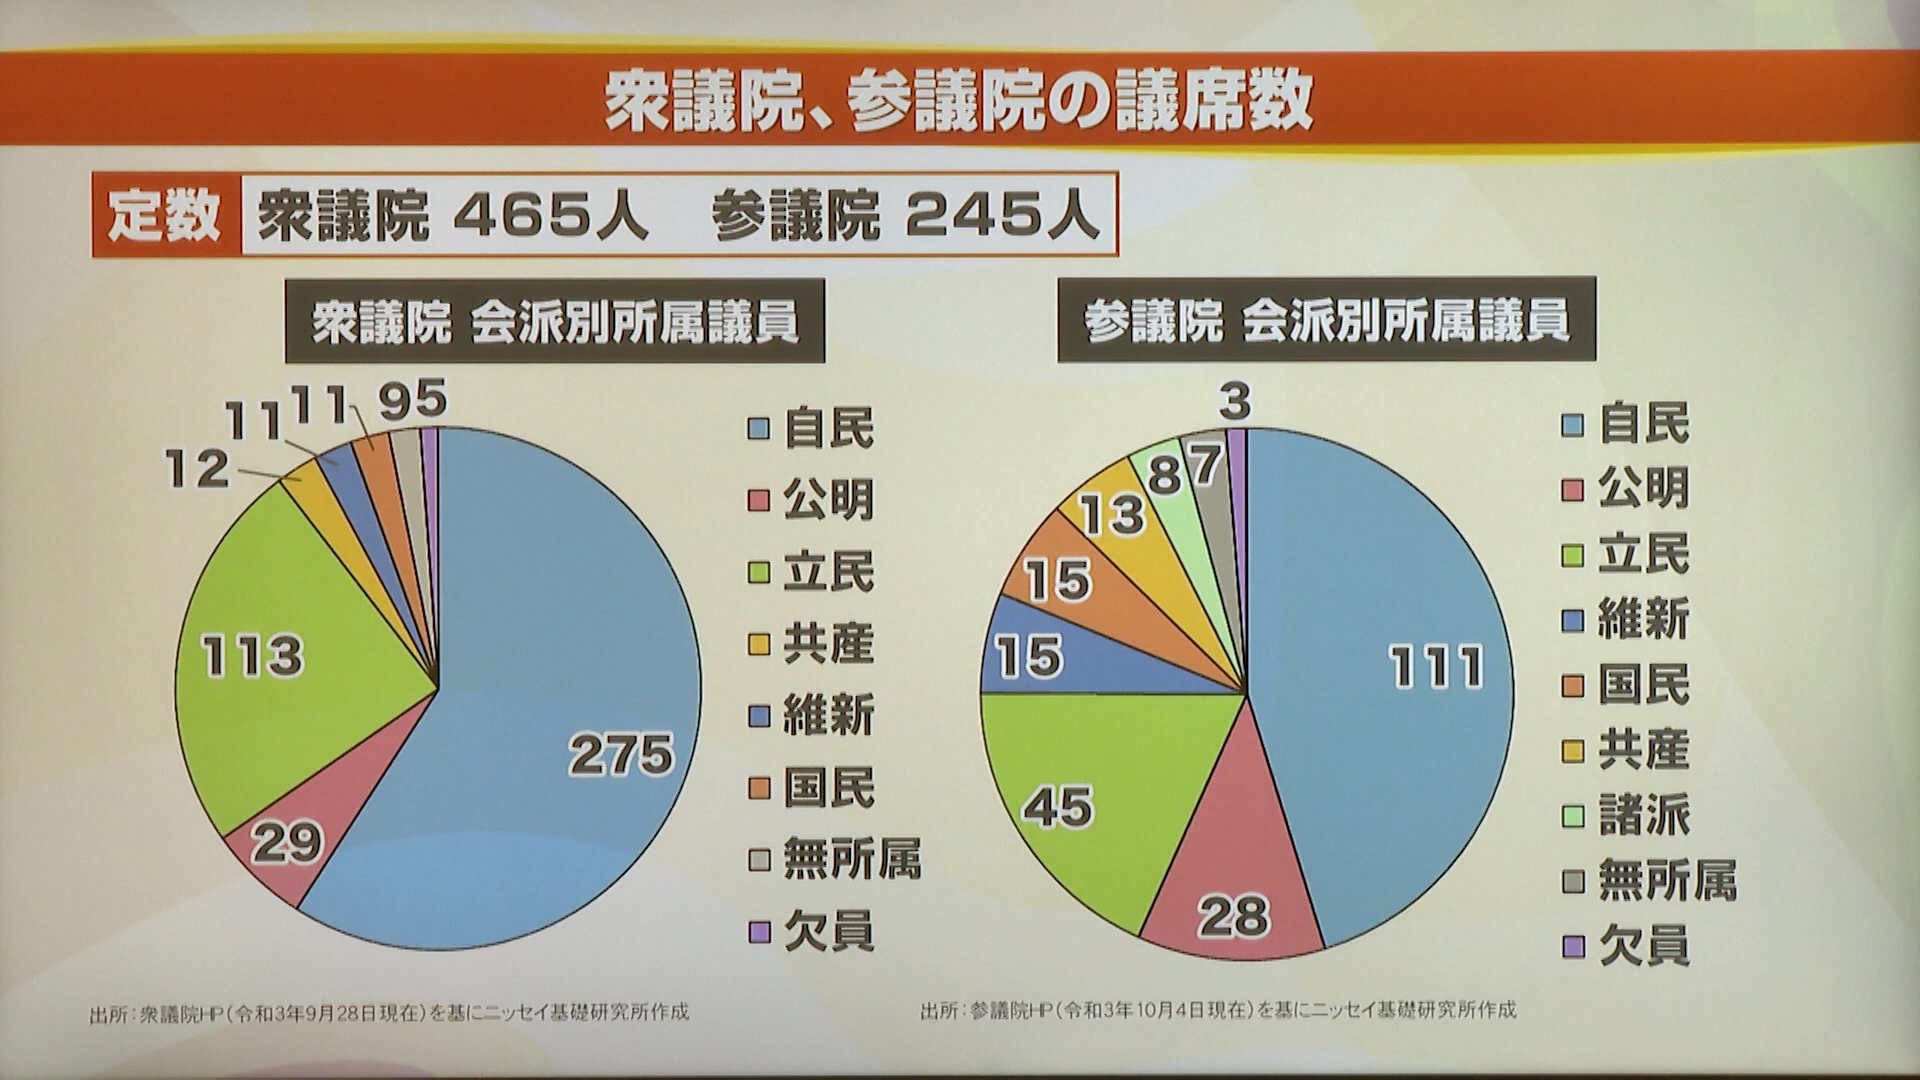 衆議院、参議院の議席数
定数 衆議院 465人 参議院 245人
衆議院 会派別所属議員
12
11
11
9
5
113
29
275
自民
公明
立民
共産
維新
国民
無所属
欠員
出所:衆議院HP(令和3年9月28日現在)を基にニッセイ基礎研究所作成
参議院 会派別所属議員
3
7
8
13
15
15
45
28
111
自民
公明
立民
維新
国民
共産
諸派
無所属
欠員
出所:参議院HP(令和3年10月4日現在)を基にニッセイ基礎研究所作成